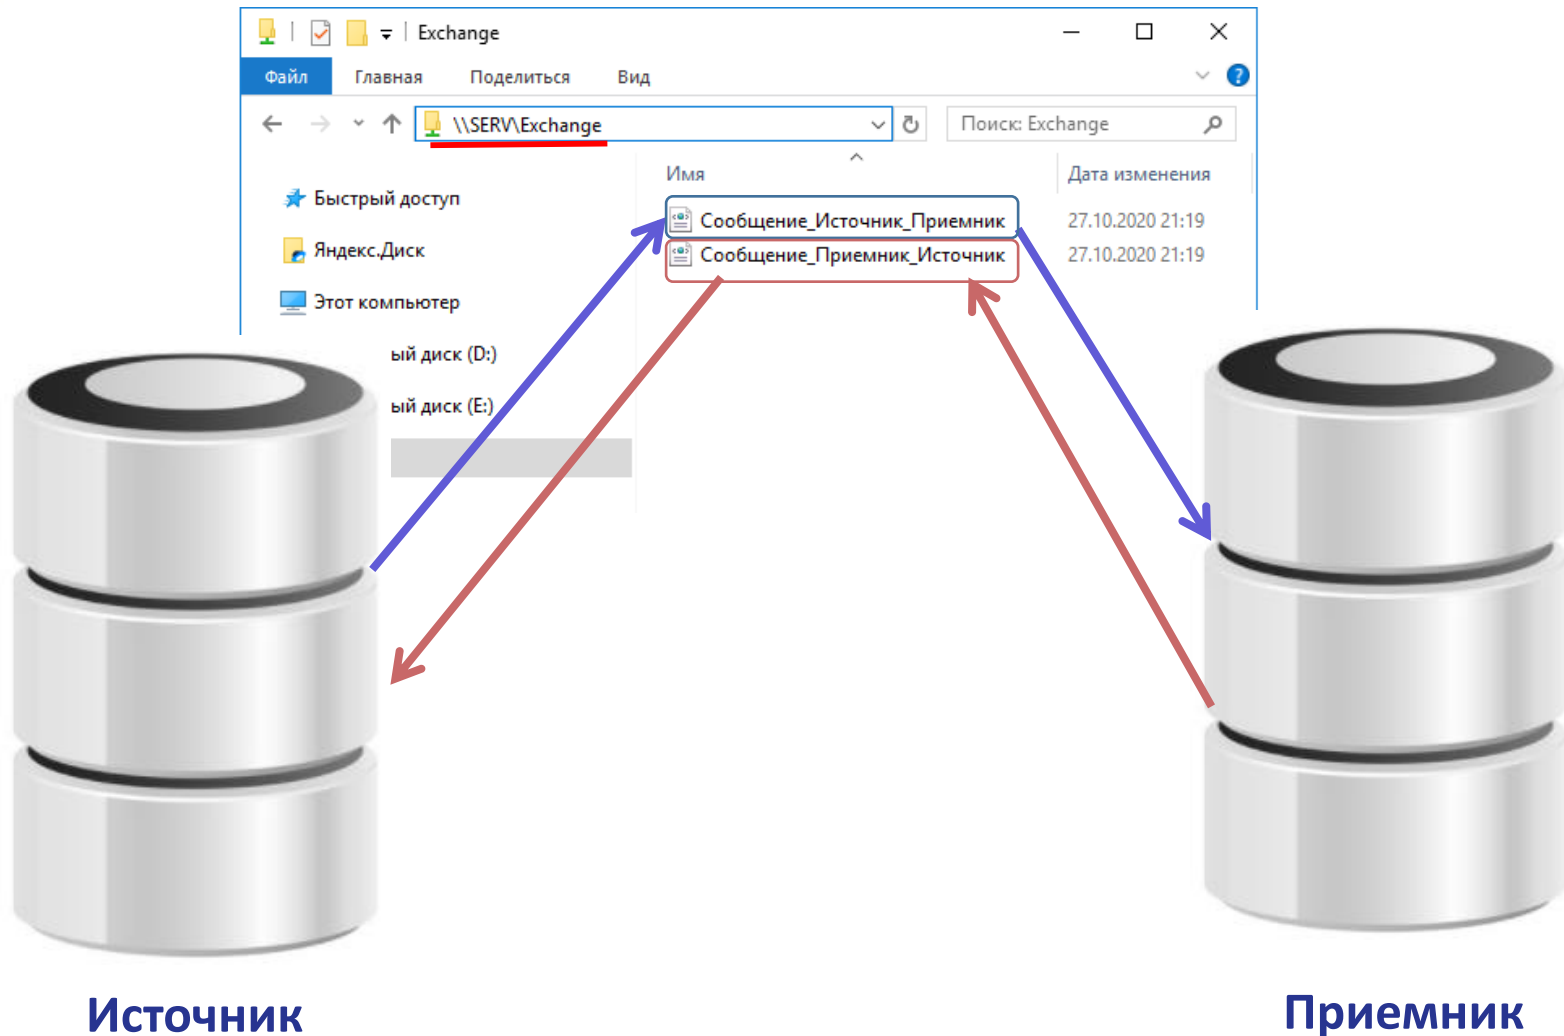 Exchange
Файл Главная Поделиться Вид
\\SERV\Exchange Поиск: Exchange
Имя Дата изменения
Быстрый доступ
Сообщение_Источник_Приемник 27.10.2020 21:19
Яндекс.Диск
Сообщение_Приемник_Источник 27.10.2020 21:19
Этот компьютер
ый диск (D:)
ый диск (E:)
Источник
Приемник